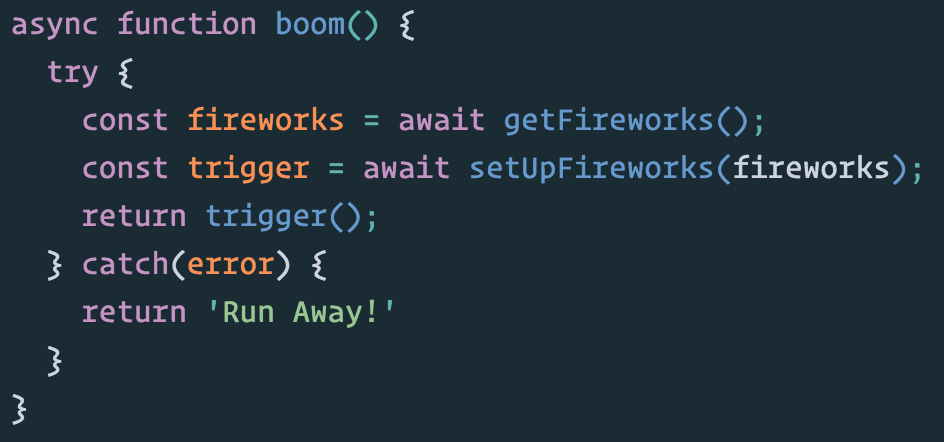 async function boom() {
  try {
    const fireworks = await getFireworks();
    const trigger = await setUpFireworks(fireworks);
    return trigger();
  } catch(error) {
    return 'Run Away!'
  }
}